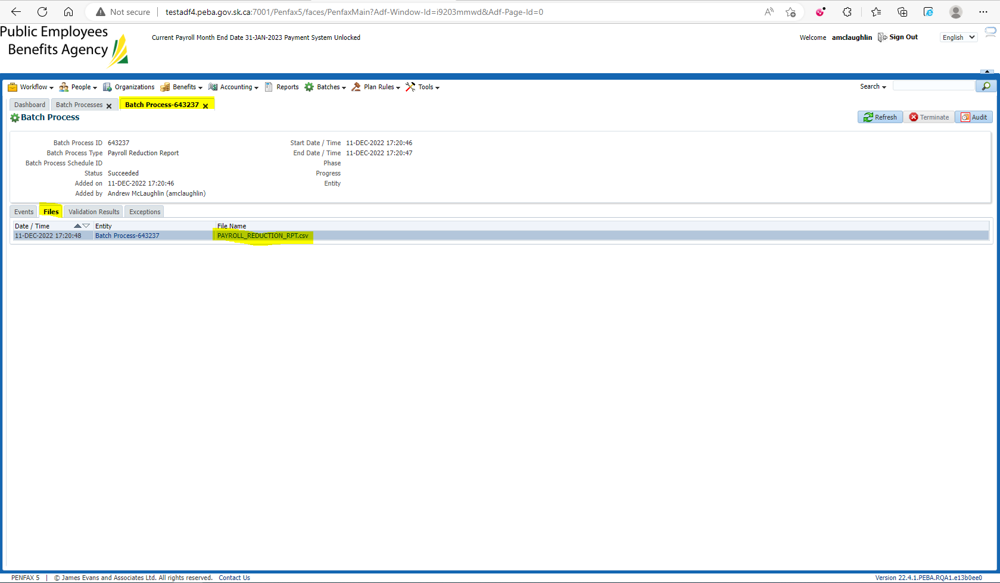 Not secure testadf4.peba.gov.sk.ca:7001/Penfax5/faces/PenfaxMain?Adf-Window-Id=i9203mmwd&Adf-Page-Id=0
Public Employees
Benefits Agency
Current Payroll Month End Date 31-JAN-2023 Payment System Unlocked
Welcome amclaughlin Sign Out English
Workflow People Organizations Benefits Accounting Reports Batches Plan Rules Tools Search
Dashboard Batch Processes Batch Process-643237
Batch Process
Refresh Terminate Audit
Batch Process ID 643237 Start Date / Time 11-DEC-2022 17:20:46
Batch Process Type Payroll Reduction Report End Date / Time 11-DEC-2022 17:20:47
Batch Process Schedule ID Phase
Status Succeeded Progress
Added on 11-DEC-2022 17:20:46 Entity
Added by Andrew McLaughlin (amclaughlin)
Events Files Validation Results Exceptions
Date / Time Entity File Name
11-DEC-2022 17:20:48 Batch Process-643237 PAYROLL_REDUCTION_RPT.csv
PENFAX 5 | © James Evans and Associates Ltd. All rights reserved. Contact Us Version 22.4.1.PEBA.RQA1.e13b0ee0